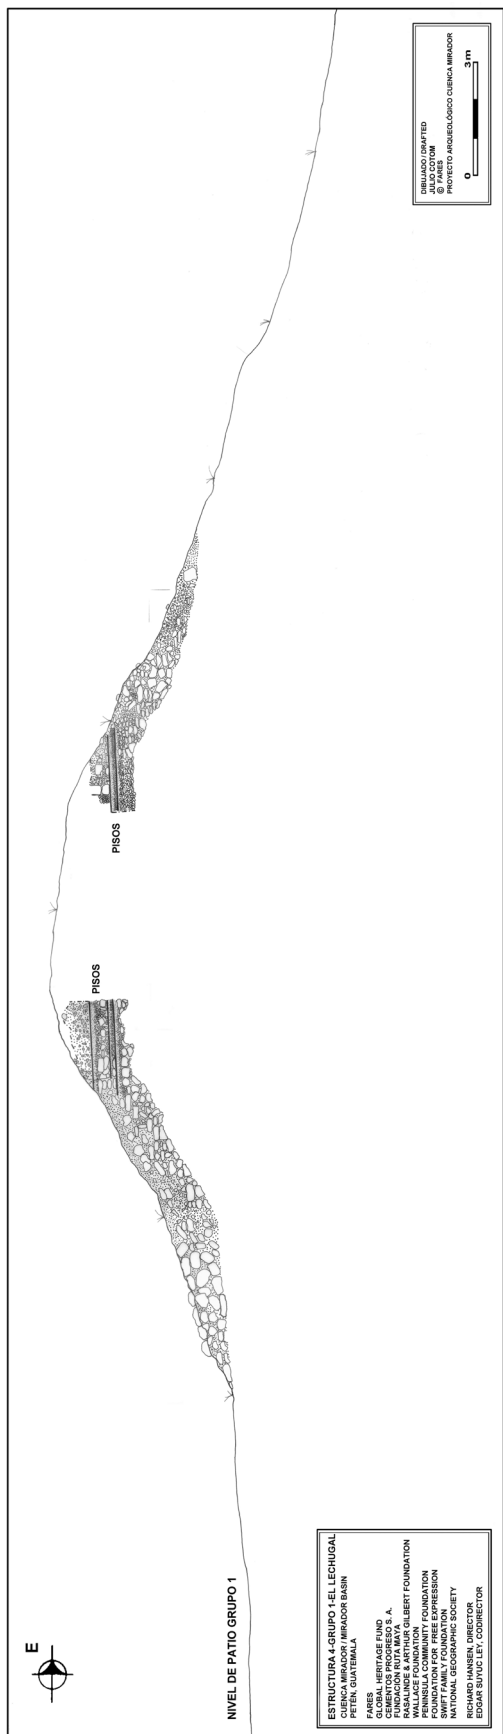 E
NIVEL DE PATIO GRUPO 1
PISOS
PISOS
ESTRUCTURA 4-GRUPO 1-EL LECHUGAL
CUENCA MIRADOR / MIRADOR BASIN
PETÉN, GUATEMALA
FARES
GLOBAL HERITAGE FUND
CEMENTOS PROGRESO S. A.
FUNDACIÓN RUTA MAYA
RASALINDE & ARTHUR GILBERT FOUNDATION
WALLACE FOUNDATION
PENINSULA COMMUNITY FOUNDATION
FOUNDATION FOR FREE EXPRESSION
SWIFT FAMILY FOUNDATION
NATIONAL GEOGRAPHIC SOCIETY
RICHARD HANSEN, DIRECTOR
EDGAR SUYUC LEY, CODIRECTOR
DIBUJADO / DRAFTED
JULIO COTOM
© FARES
PROYECTO ARQUEOLÓGICO CUENCA MIRADOR
0 3m